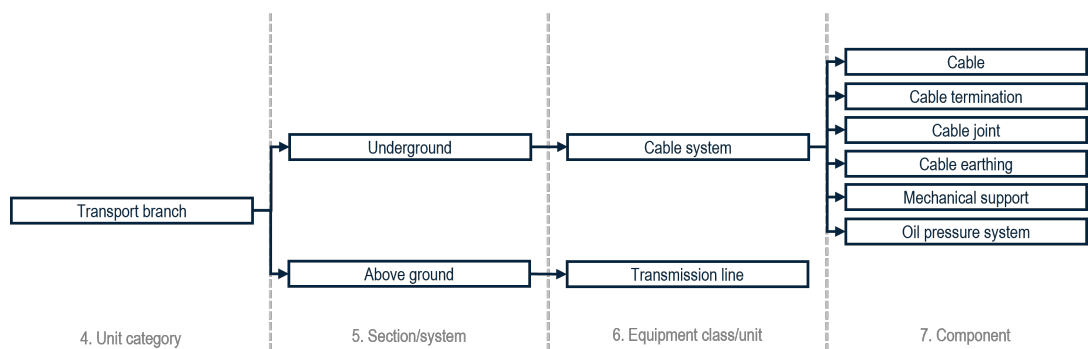 Cable
Cable termination
Underground
Cable system
Cable joint
Cable earthing
Transport branch
Mechanical support
Oil pressure system
Above ground
Transmission line
4. Unit category
5. Section/system
6. Equipment class/unit
7. Component